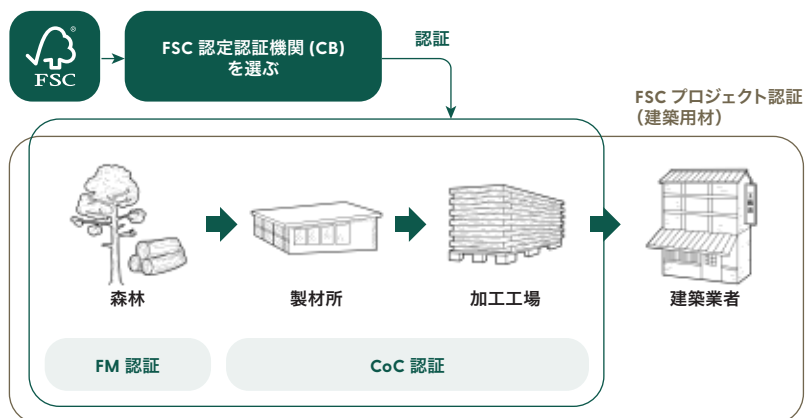 FSC
FSC 認定認証機関 (CB)
を選ぶ
認証
FSC プロジェクト認証
（建築用材）
森林
製材所
加工工場
建築業者
FM 認証
CoC 認証